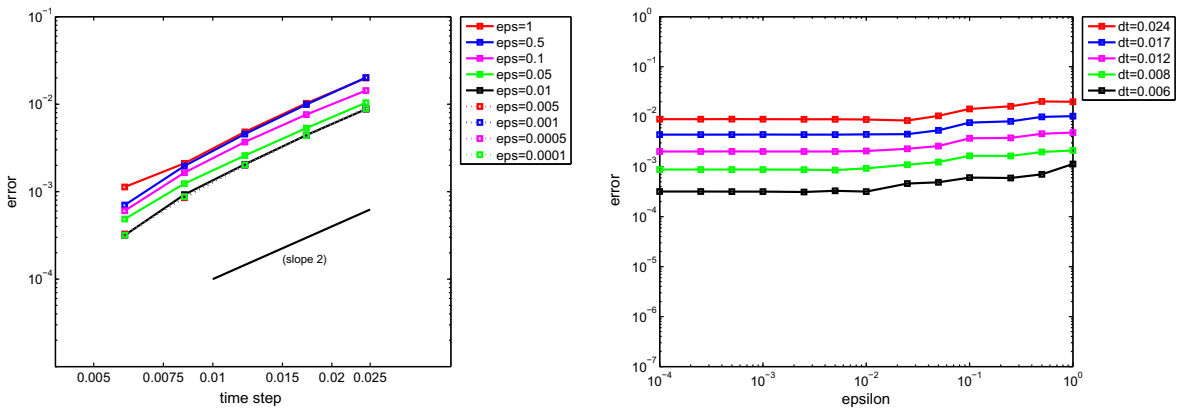 10^-1
10^-2
10^-3
10^-4
error
0.005
0.0075
0.01
0.015
0.02
0.025
time step
(slope 2)
eps=1
eps=0.5
eps=0.1
eps=0.05
eps=0.01
eps=0.005
eps=0.001
eps=0.0005
eps=0.0001
10^0
10^-1
10^-2
10^-3
10^-4
10^-5
10^-6
10^-7
error
10^-4
10^-3
10^-2
10^-1
10^0
epsilon
dt=0.024
dt=0.017
dt=0.012
dt=0.008
dt=0.006